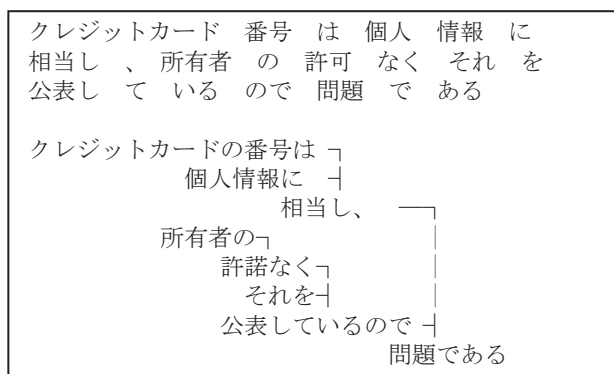 クレジットカード 番号 は 個人 情報 に
相当し 、 所有者 の 許可 なく それ を
公表し て いる ので 問題 で ある
クレジットカードの番号は ┐
個人情報に ┤
相当し、 ──┐
所有者の┐ │
許諾なく┐ │
それを┤ │
公表しているので ┤
問題である